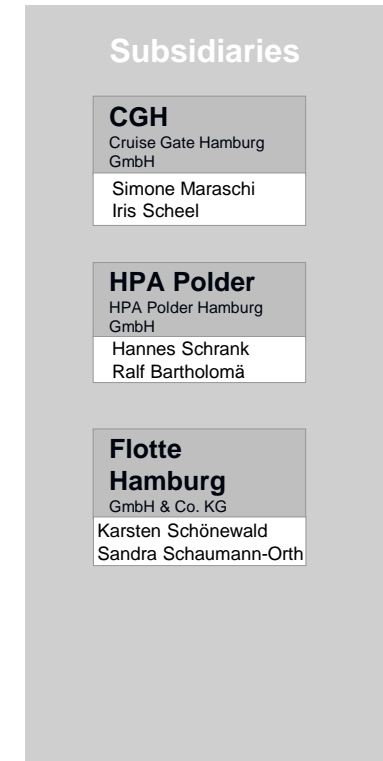 Subsidiaries
CGH
Cruise Gate Hamburg
GmbH
Simone Maraschi
Iris Scheel
HPA Polder
HPA Polder Hamburg
GmbH
Hannes Schrank
Ralf Bartholomä
Flotte
Hamburg
GmbH & Co. KG
Karsten Schönewald
Sandra Schaumann-Orth